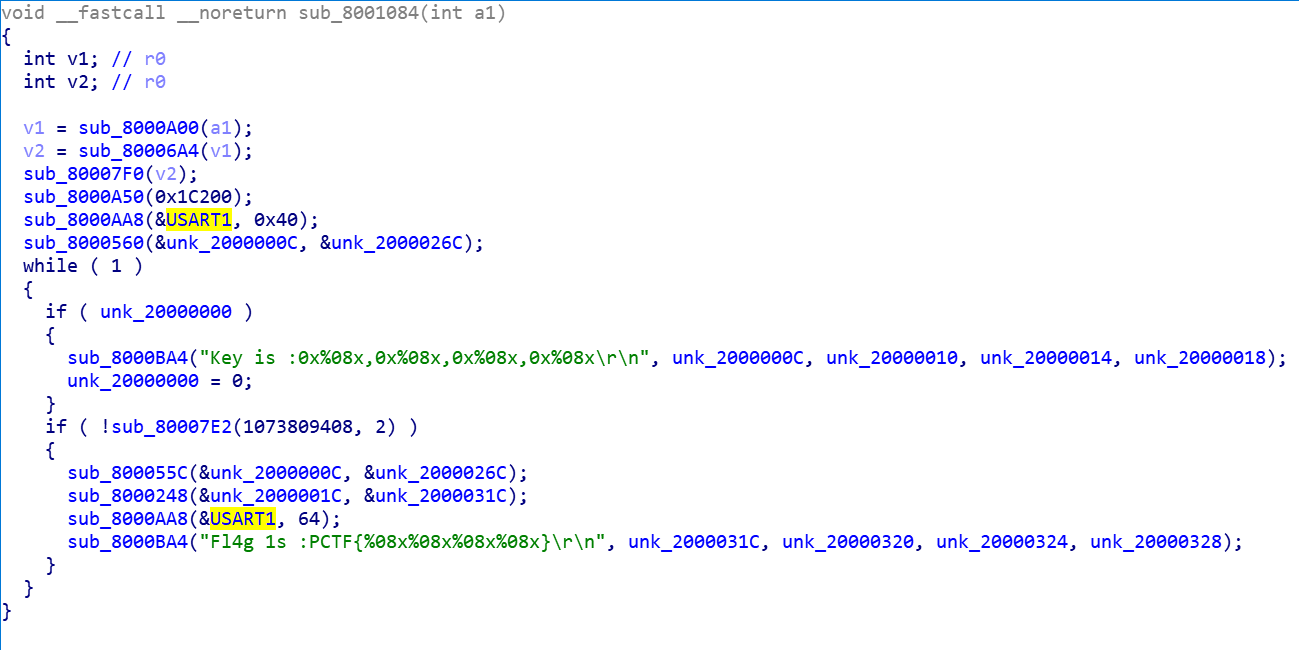 void __fastcall __noreturn sub_8001084(int a1)
{
  int v1; // r0
  int v2; // r0

  v1 = sub_8000A00(a1);
  v2 = sub_80006A4(v1);
  sub_80007F0(v2);
  sub_8000A50(0x1C200);
  sub_8000AA8(&USART1, 0x40);
  sub_8000560(&unk_2000000C, &unk_2000026C);
  while ( 1 )
  {
    if ( unk_20000000 )
    {
      sub_8000BA4("Key is :0x%08x,0x%08x,0x%08x,0x%08x\r\n", unk_2000000C, unk_20000010, unk_20000014, unk_20000018);
      unk_20000000 = 0;
    }
    if ( !sub_80007E2(1073809408, 2) )
    {
      sub_800055C(&unk_2000000C, &unk_2000026C);
      sub_8000248(&unk_2000001C, &unk_2000031C);
      sub_8000AA8(&USART1, 64);
      sub_8000BA4("Fl4g 1s :PCTF{%08x%08x%08x%08x}\r\n", unk_2000031C, unk_20000320, unk_20000324, unk_20000328);
    }
  }
}